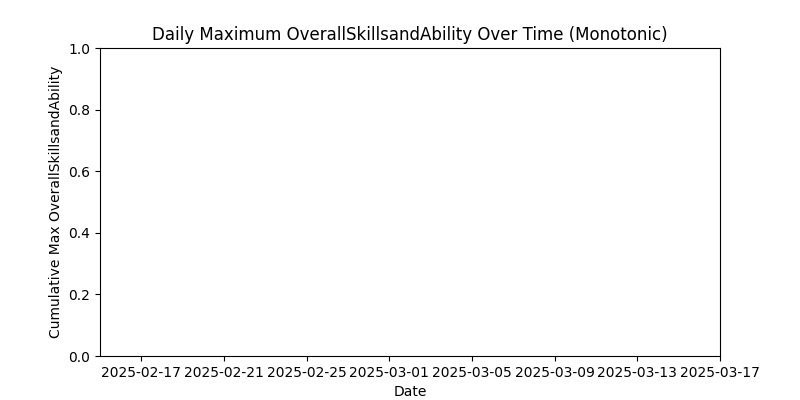 Daily Maximum OverallSkillsandAbility Over Time (Monotonic)
Cumulative Max OverallSkillsandAbility
1.0
0.8
0.6
0.4
0.2
0.0
2025-02-17 2025-02-21 2025-02-25 2025-03-01 2025-03-05 2025-03-09 2025-03-13 2025-03-17
Date